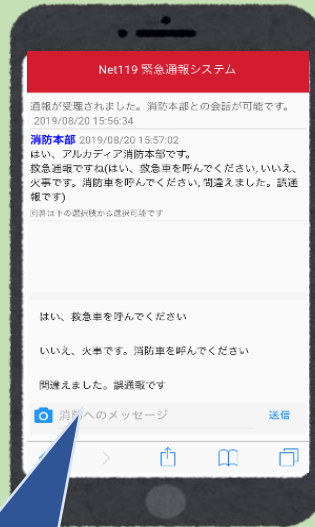 Net119 緊急通報システム
通報が受理されました。消防本部との会話が可能です。
2019/08/20 15:56:34
消防本部 2019/08/20 15:57:02
はい、アルカディア消防本部です。
救急通報ですね(はい、救急車を呼んでください, いいえ、
火事です。消防車を呼んでください, 間違えました。誤通
報です)
回答は下の選択肢から選択可能です
はい、救急車を呼んでください
いいえ、火事です。消防車を呼んでください
間違えました。誤通報です
消防へのメッセージ
送信